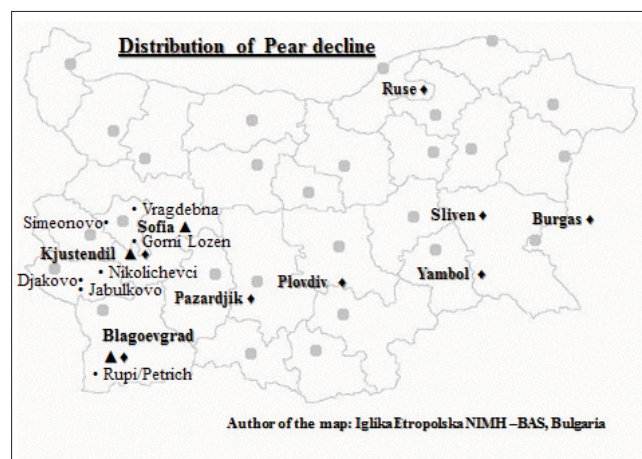 Distribution of Pear decline
Ruse ♦
• Vragdebna
Simeonovo•
Sofia ▲
• Gorni Lozen
Kjustendil ▲ ♦
• Nikolichevci
Djakovo•
• Jabulkovo
Sliven ♦
Burgas ♦
Yambol ♦
Plovdiv ♦
Pazardjik ♦
Blagoevgrad
▲ ♦
• Rupi/Petrich
Author of the map: Iglika Etropolska NIMH –BAS, Bulgaria